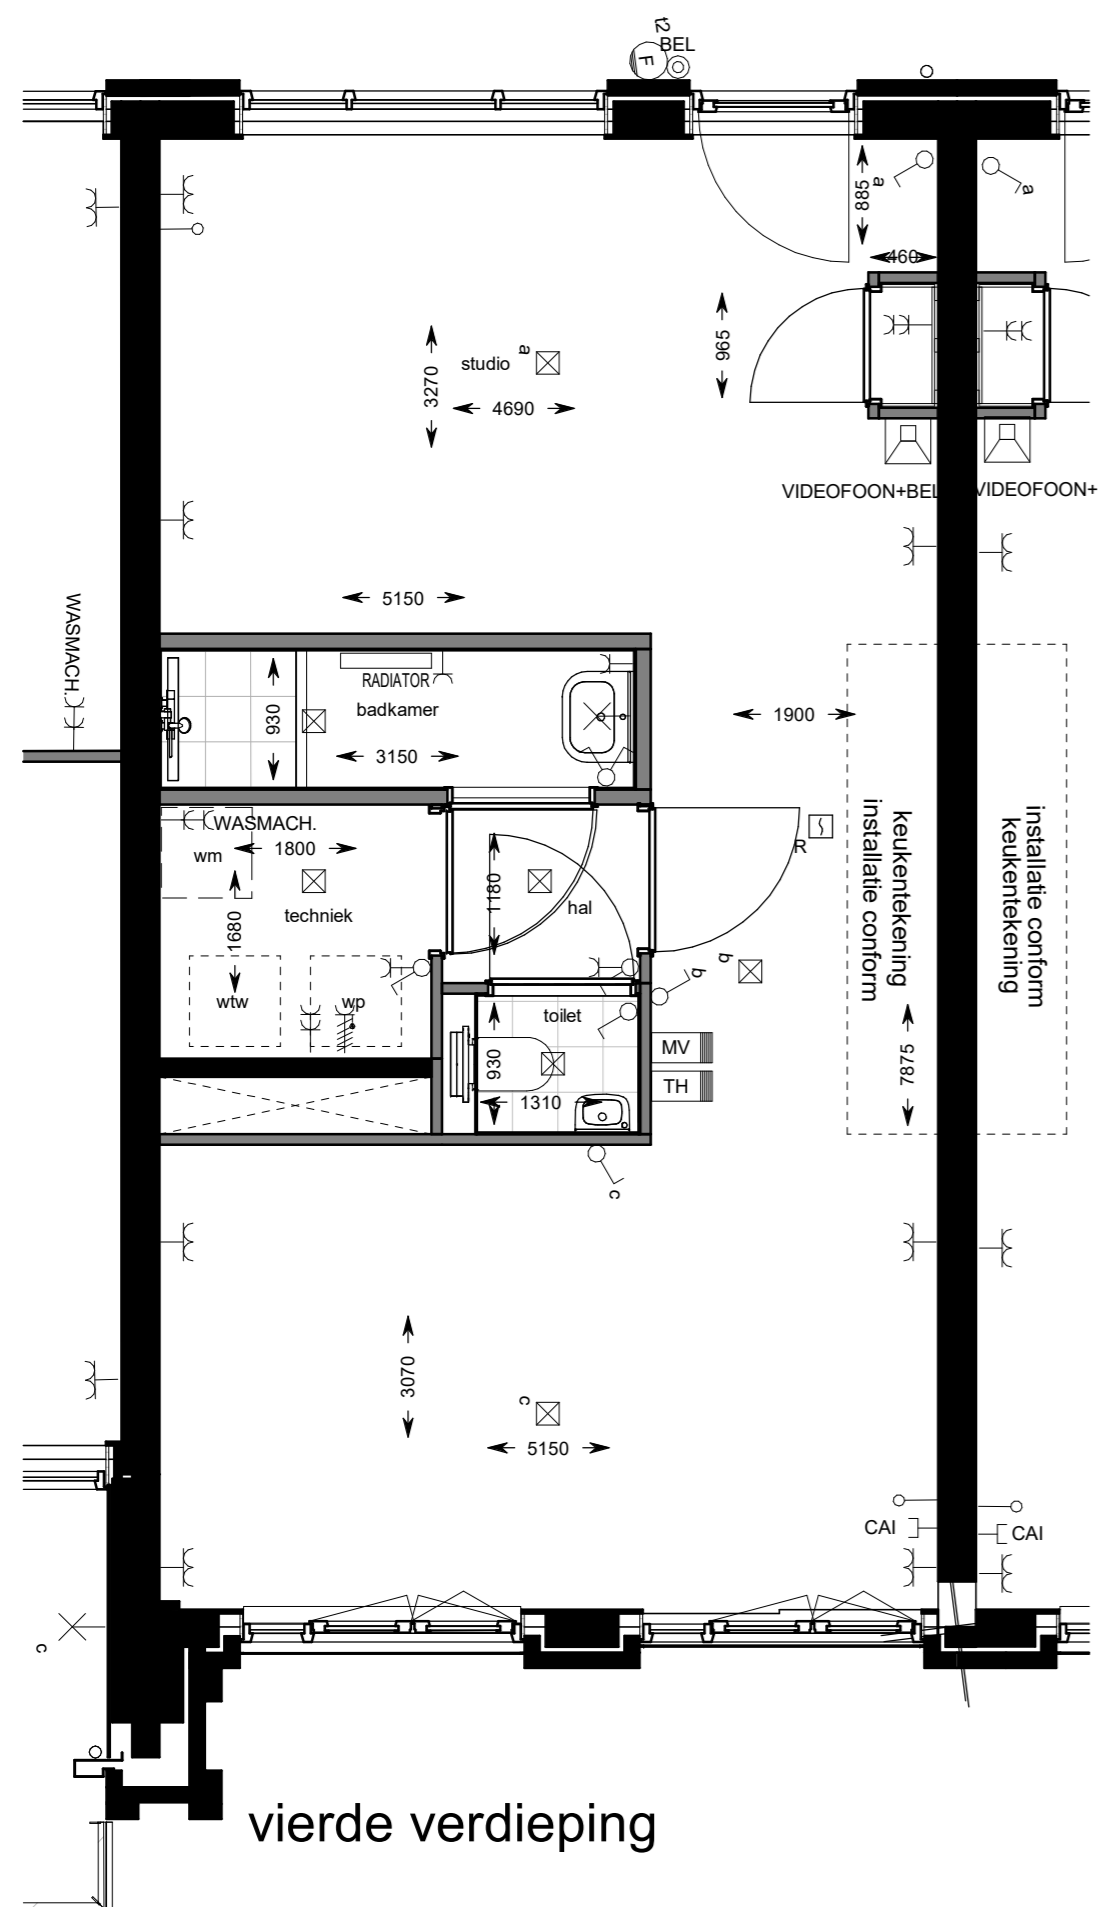 t2
BEL
F
885
a
a
460
965
studio
a
3270
4690
VIDEOFOON+BEL
VIDEOFOON+
5150
WASMACH.
RADIATOR
badkamer
930
3150
1900
WASMACH.
wm
1800
1680
techniek
1180
hal
R
keukentekening
installatie conform
installatie conform
keukentekening
b
b
wtw
wp
toilet
930
1310
MV
TH
7875
c
3070
c
5150
CAI
CAI
c
vierde verdieping